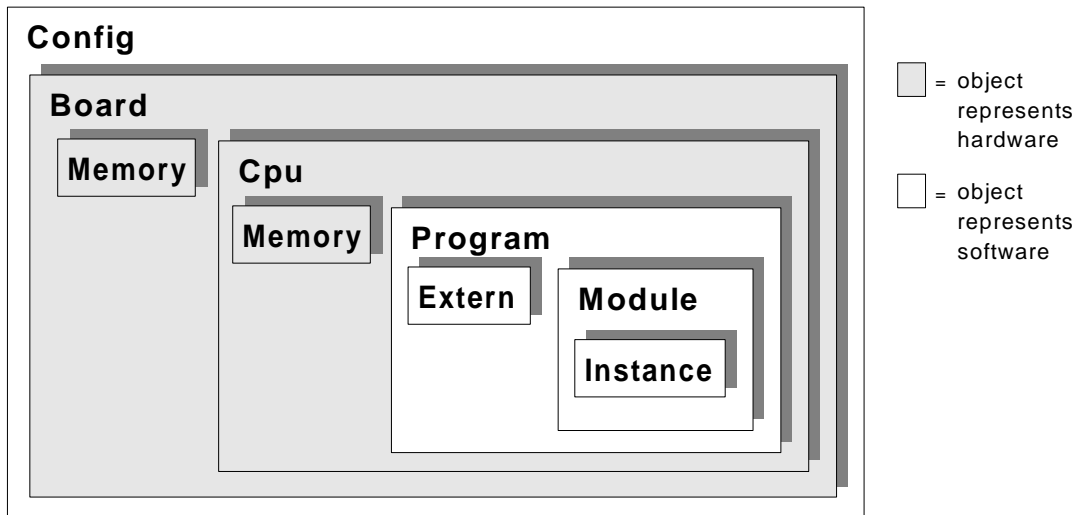 Config
Board
Memory
Cpu
Memory
Program
Extern
Module
Instance
= object
represents
hardware
= object
represents
software